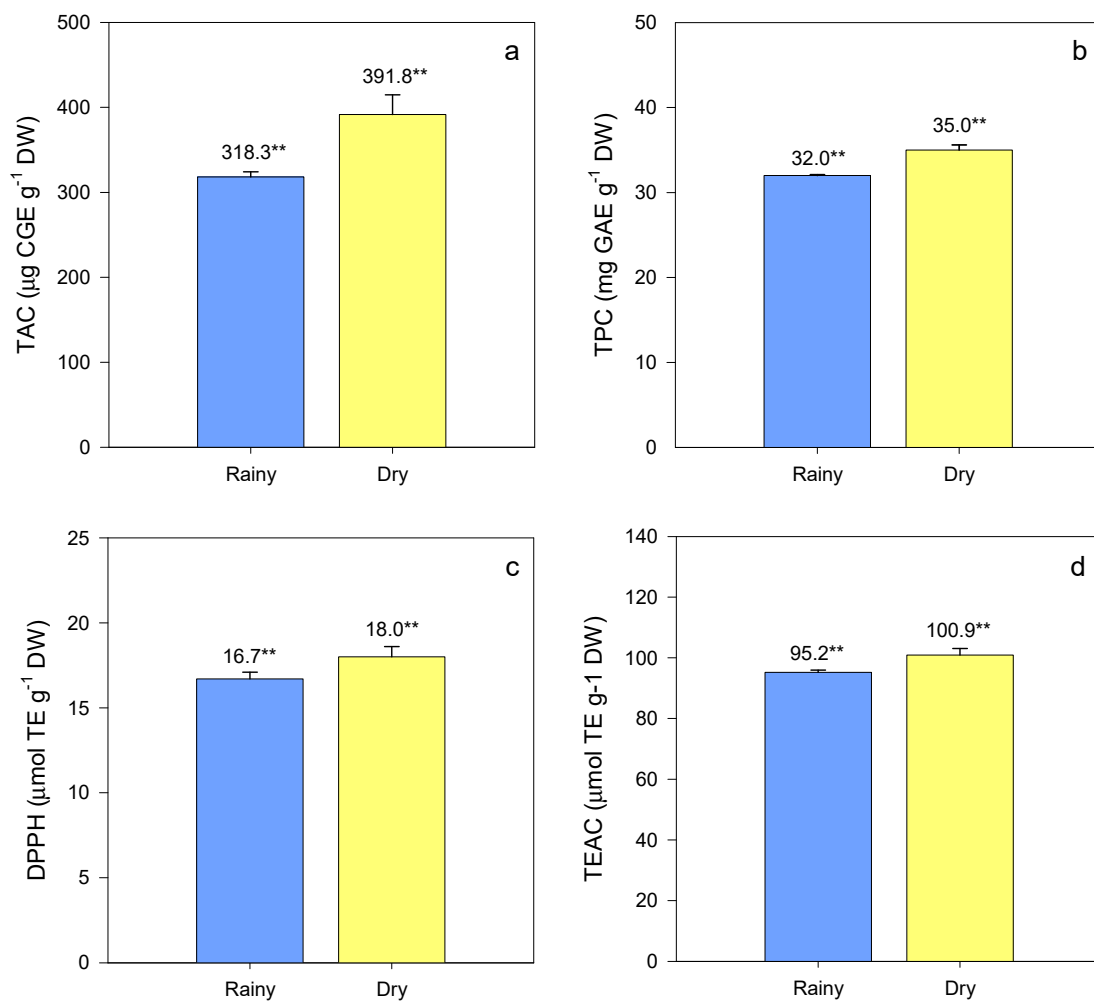 a
TAC (μg CGE g⁻¹ DW)
500
400
300
200
100
0
318.3**
391.8**
Rainy Dry
b
TPC (mg GAE g⁻¹ DW)
50
40
30
20
10
0
32.0**
35.0**
Rainy Dry
c
DPPH (μmol TE g⁻¹ DW)
25
20
15
10
5
0
16.7**
18.0**
Rainy Dry
d
TEAC (μmol TE g-1 DW)
140
120
100
80
60
40
20
0
95.2**
100.9**
Rainy Dry